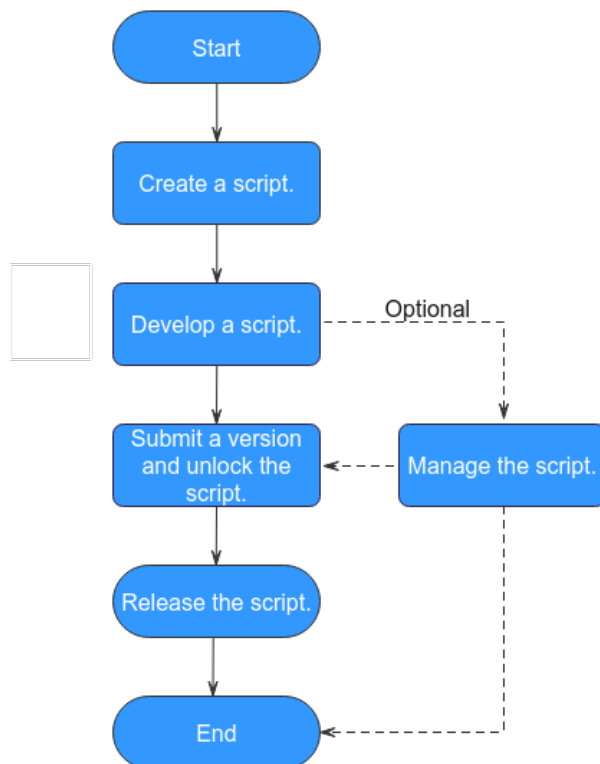 Start
Create a script.
Develop a script.
Optional
Submit a version
and unlock the
script.
Manage the script.
Release the script.
End